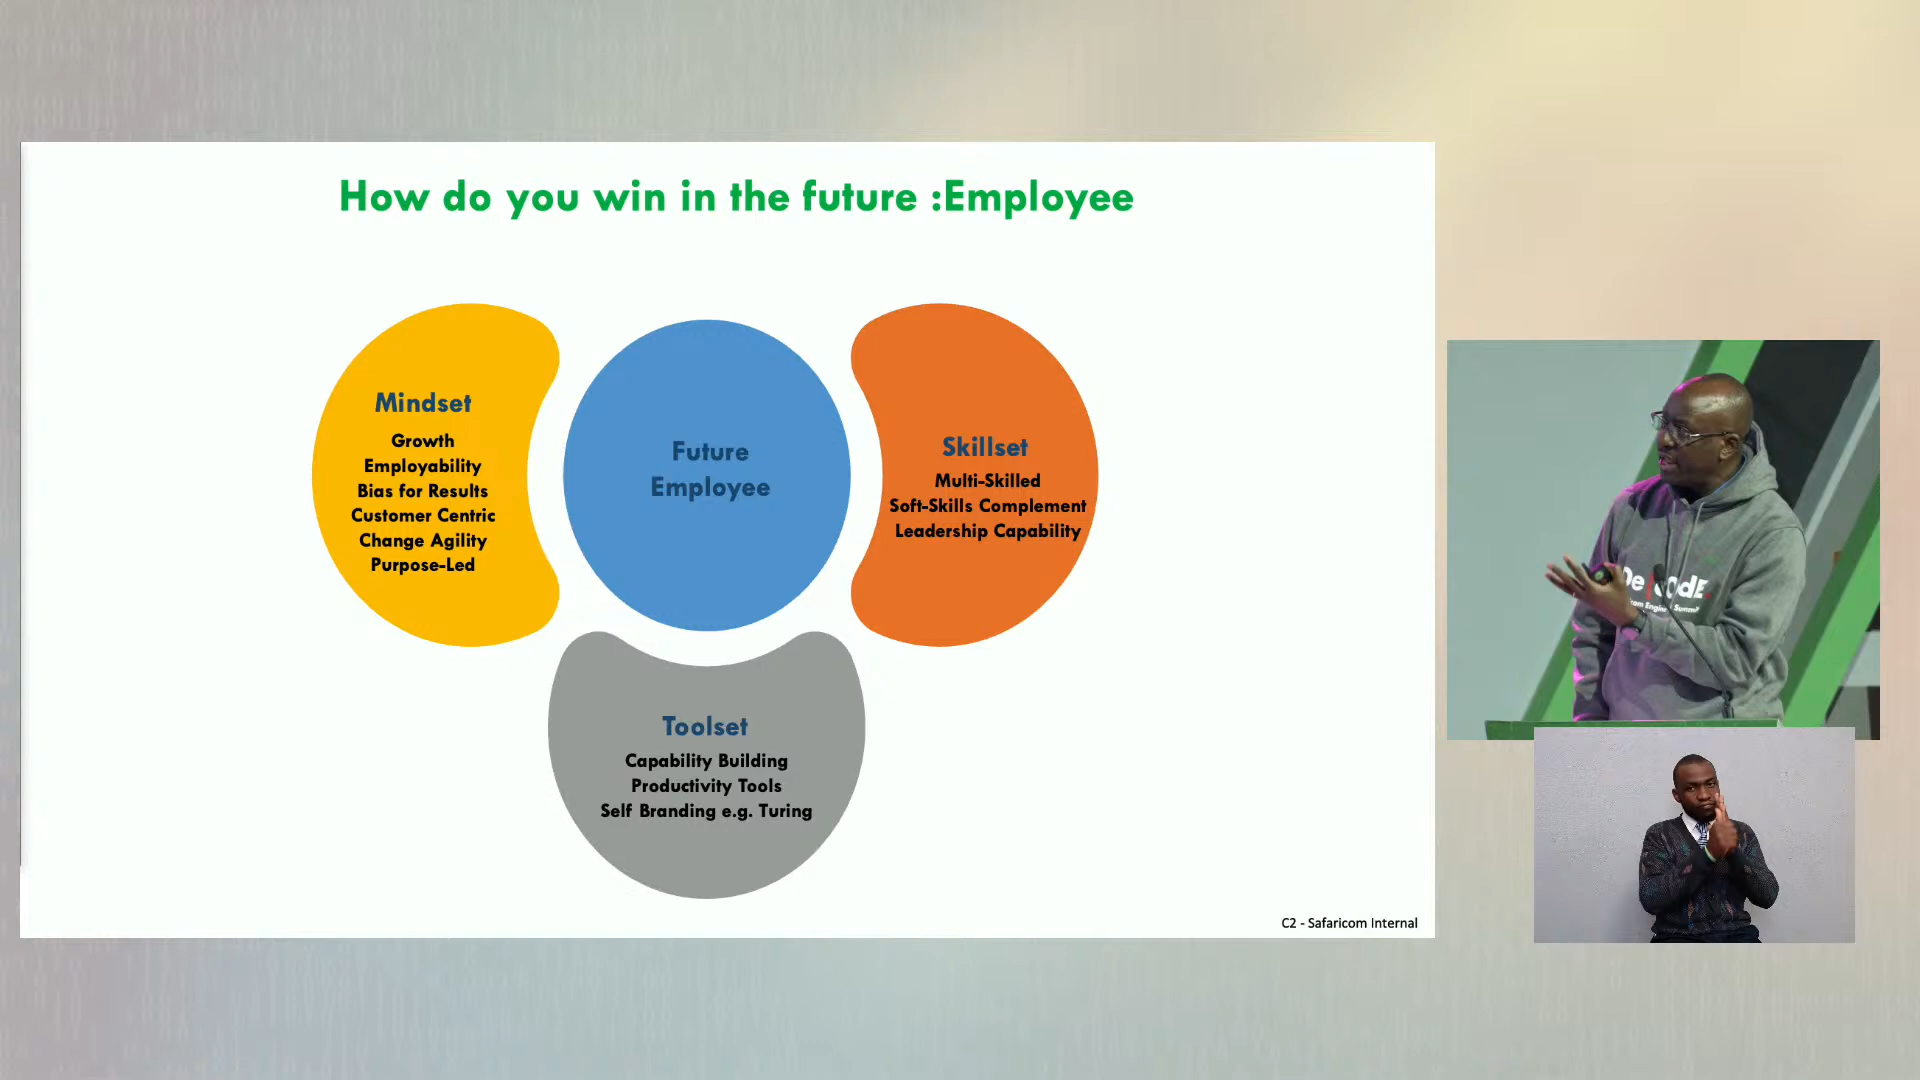 How do you win in the future :Employee
Mindset
Growth
Employability
Bias for Results
Customer Centric
Change Agility
Purpose-Led
Future
Employee
Skillset
Multi-Skilled
Soft-Skills Complement
Leadership Capability
Toolset
Capability Building
Productivity Tools
Self Branding e.g. Turing
C2 - Safaricom Internal
Summit